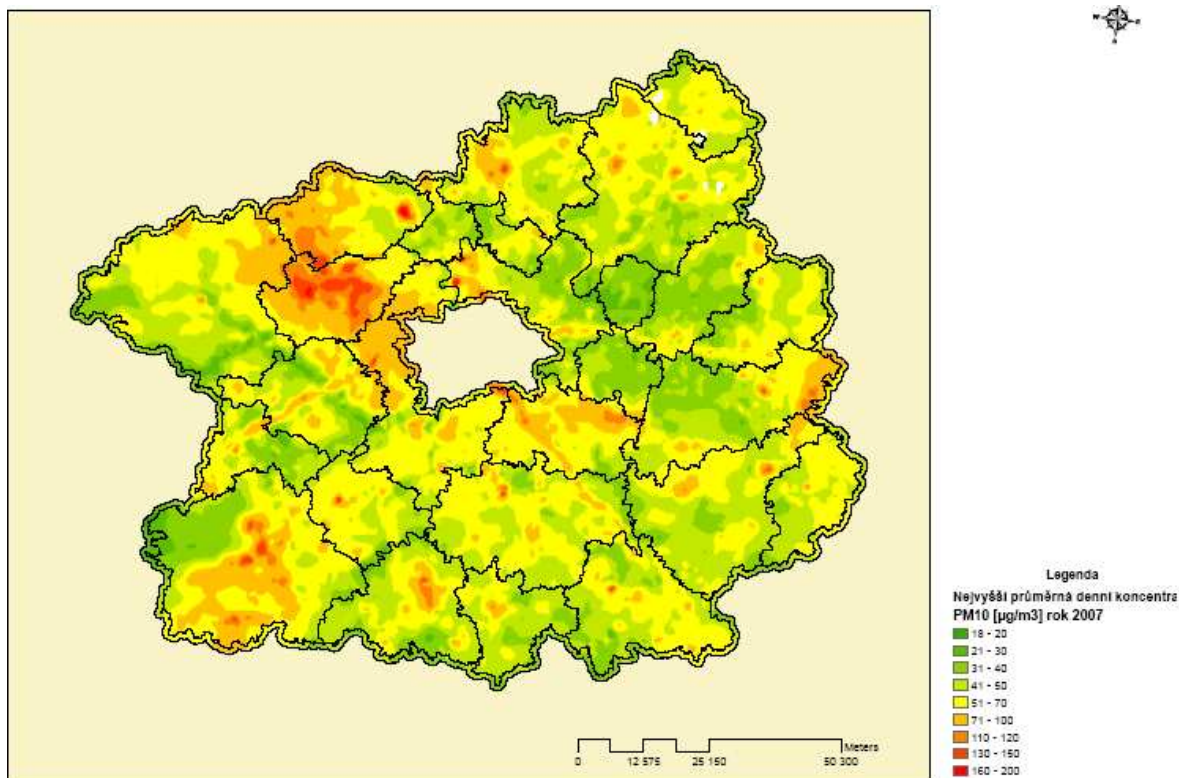 Legenda
Nejvyšší průměrná denní koncentra
PM10 [µg/m3] rok 2007
18 - 20
21 - 30
31 - 40
41 - 50
51 - 70
71 - 100
110 - 120
130 - 150
160 - 200
Meters
0 12 575 25 150 50 300